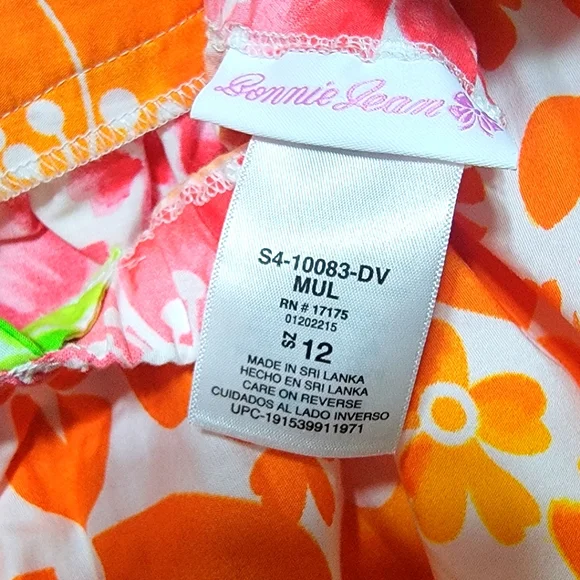 Bonnie Jean
S4-10083-DV
MUL
RN # 17175
01202215
SZ 12
MADE IN SRI LANKA
HECHO EN SRI LANKA
CARE ON REVERSE
CUIDADOS AL LADO INVERSO
UPC-191539911971